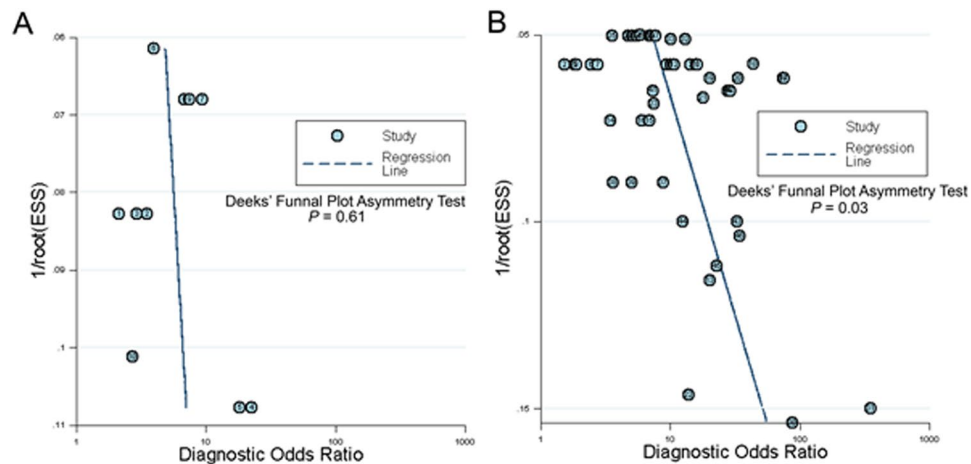 A
.06
.07
.08
.09
.1
.11
1/root(ESS)
1
10
100
1000
Diagnostic Odds Ratio
Study
Regression
Line
Deeks' Funnal Plot Asymmetry Test
P = 0.61
B
.05
.1
.15
1/root(ESS)
1
10
100
1000
Diagnostic Odds Ratio
Study
Regression
Line
Deeks' Funnal Plot Asymmetry Test
P = 0.03